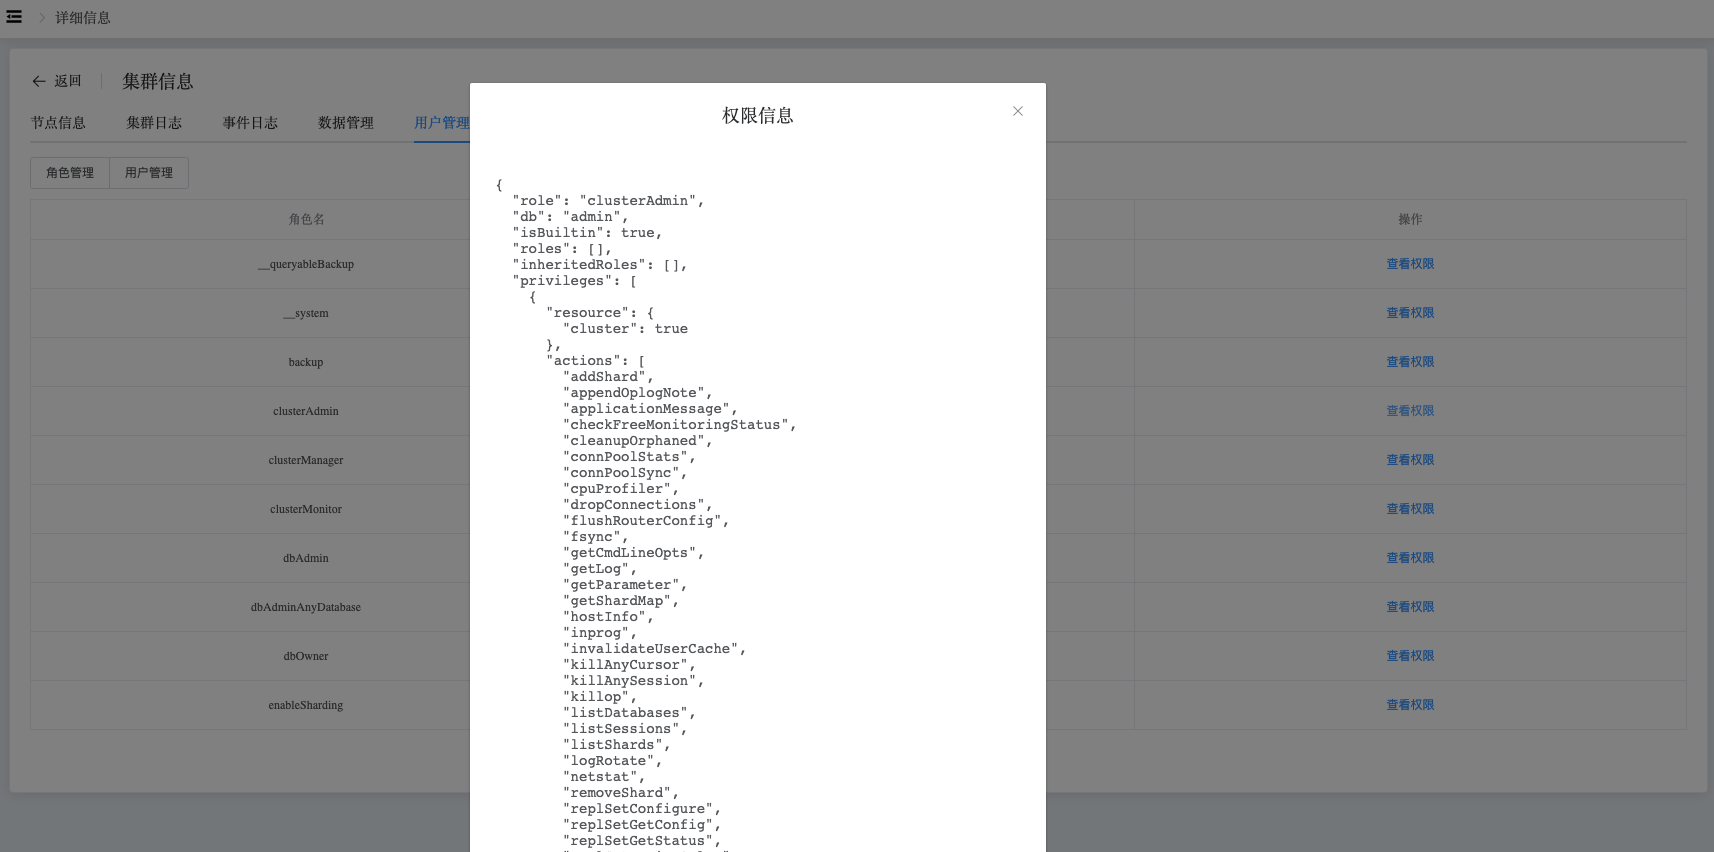 详细信息
返回
集群信息
节点信息
集群日志
事件日志
数据管理
用户管理
角色管理
用户管理
角色名
操作
__queryableBackup
查看权限
__system
查看权限
backup
查看权限
clusterAdmin
查看权限
clusterManager
查看权限
clusterMonitor
查看权限
dbAdmin
查看权限
dbAdminAnyDatabase
查看权限
dbOwner
查看权限
enableSharding
查看权限
权限信息
{
"role": "clusterAdmin",
"db": "admin",
"isBuiltin": true,
"roles": [],
"inheritedRoles": [],
"privileges": [
{
"resource": {
"cluster": true
},
"actions": [
"addShard",
"appendOplogNote",
"applicationMessage",
"checkFreeMonitoringStatus",
"cleanupOrphaned",
"connPoolStats",
"connPoolSync",
"cpuProfiler",
"dropConnections",
"flushRouterConfig",
"fsync",
"getCmdLineOpts",
"getLog",
"getParameter",
"getShardMap",
"hostInfo",
"inprog",
"invalidateUserCache",
"killAnyCursor",
"killAnySession",
"killop",
"listDatabases",
"listSessions",
"listShards",
"logRotate",
"netstat",
"removeShard",
"replSetConfigure",
"replSetGetConfig",
"replSetGetStatus",